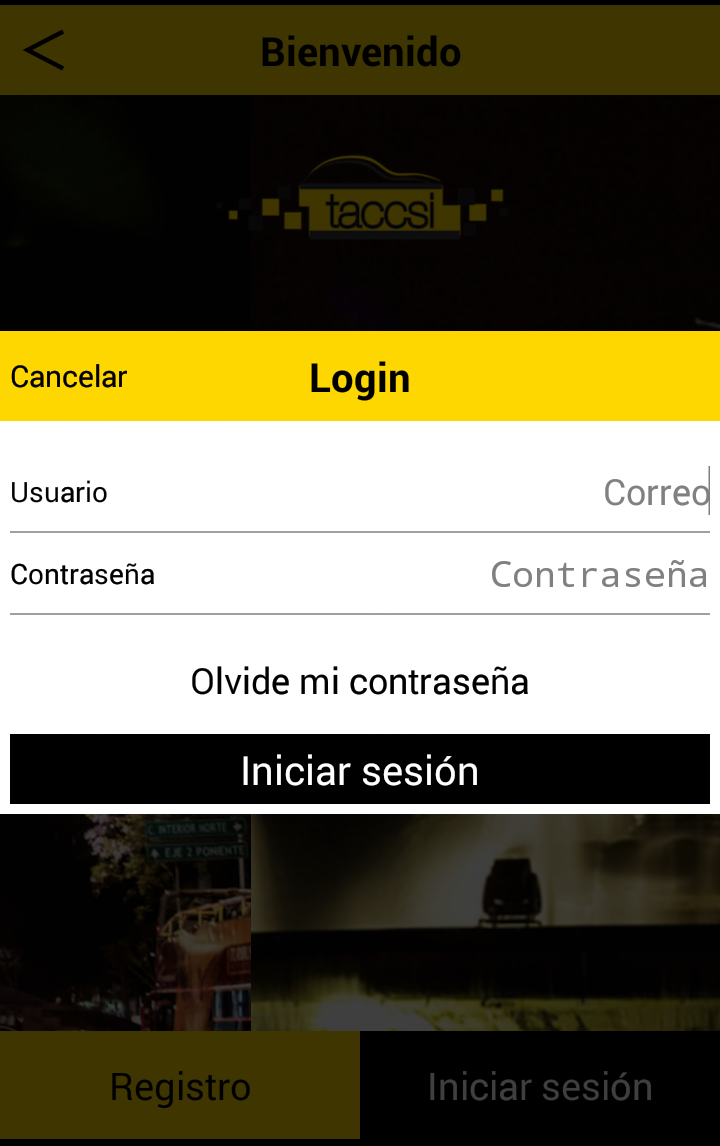 Bienvenido
taccsi
Cancelar
Login
Usuario
Correo
Contraseña
Contraseña
Olvide mi contraseña
Iniciar sesión
C. INTERIOR NORTE
EJE 2 PONIENTE
Registro
Iniciar sesión